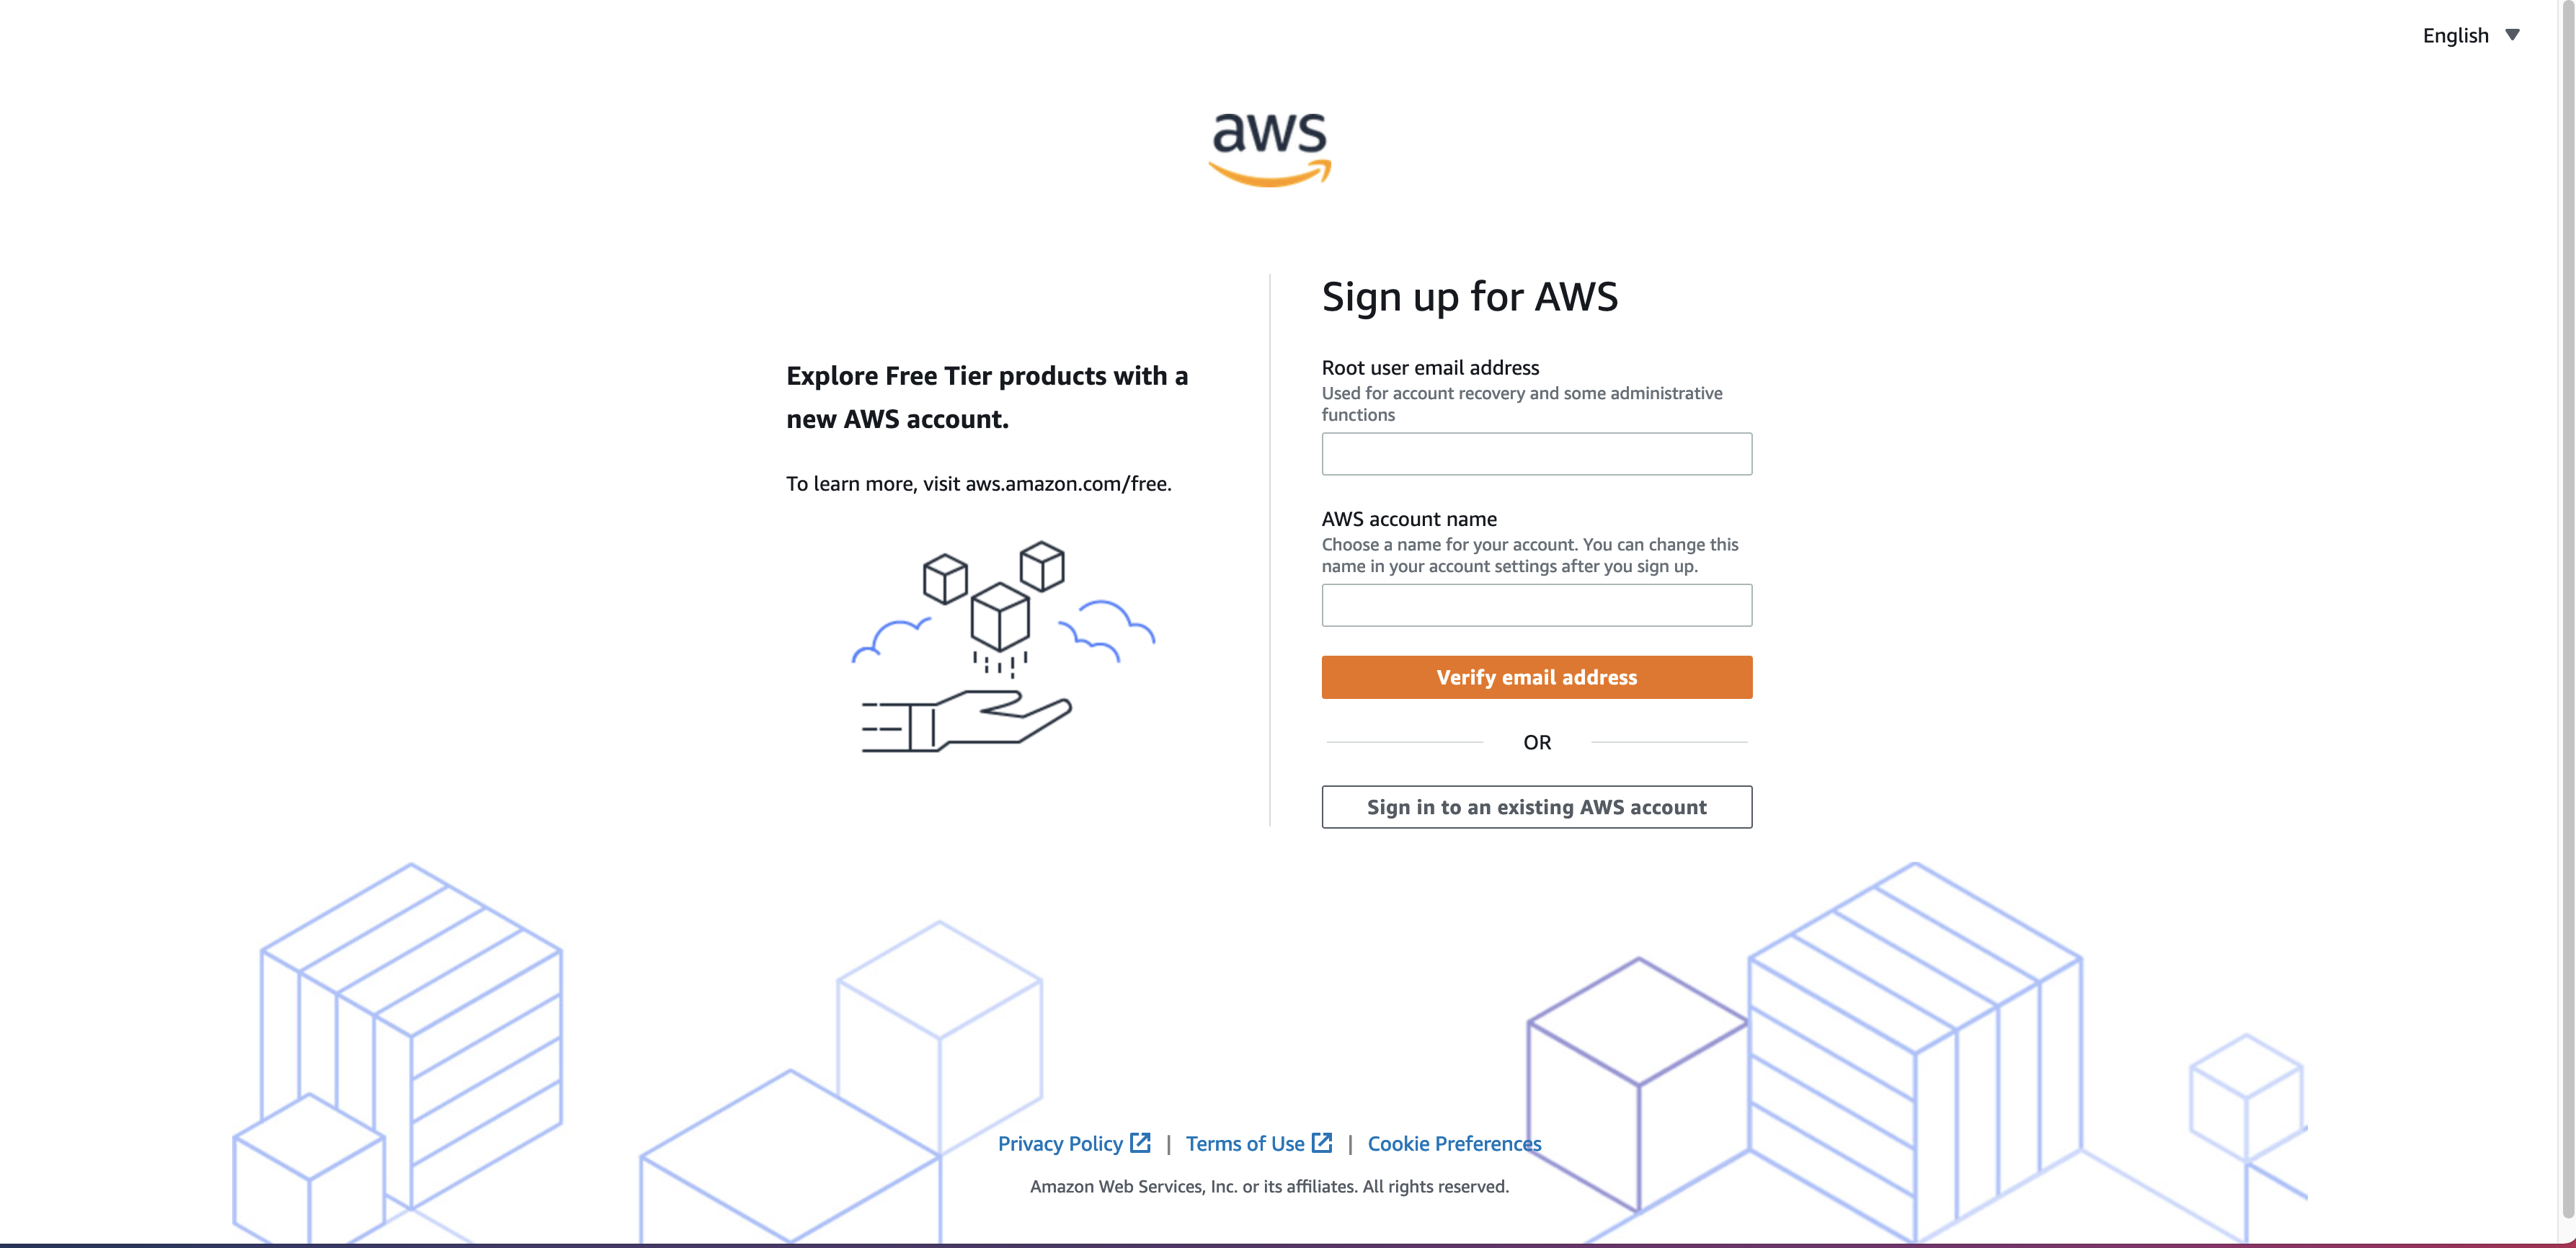 English
aws
Explore Free Tier products with a
new AWS account.
To learn more, visit aws.amazon.com/free.
Sign up for AWS
Root user email address
Used for account recovery and some administrative
functions
AWS account name
Choose a name for your account. You can change this
name in your account settings after you sign up.
Verify email address
OR
Sign in to an existing AWS account
Privacy Policy | Terms of Use | Cookie Preferences
Amazon Web Services, Inc. or its affiliates. All rights reserved.